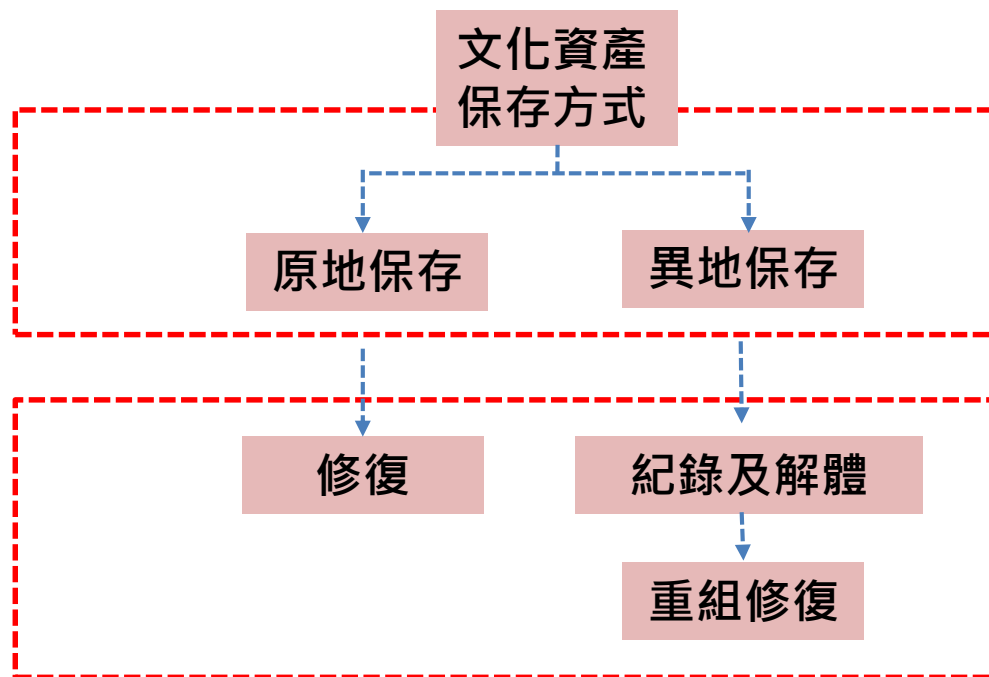 文化資產
保存方式
原地保存
異地保存
修復
紀錄及解體
重組修復